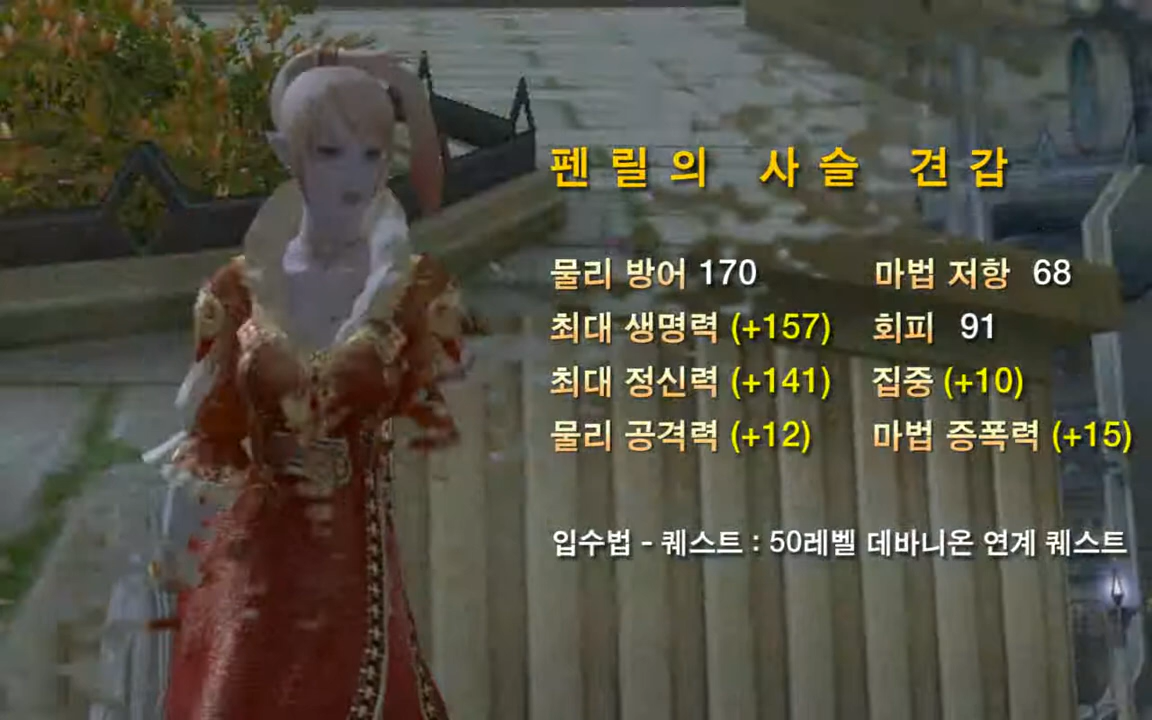 펜릴의 사슬 견갑
물리 방어 170 마법 저항 68
최대 생명력 (+157) 회피 91
최대 정신력 (+141) 집중 (+10)
물리 공격력 (+12) 마법 증폭력 (+15)
입수법 - 퀘스트 : 50레벨 데바니온 연계 퀘스트